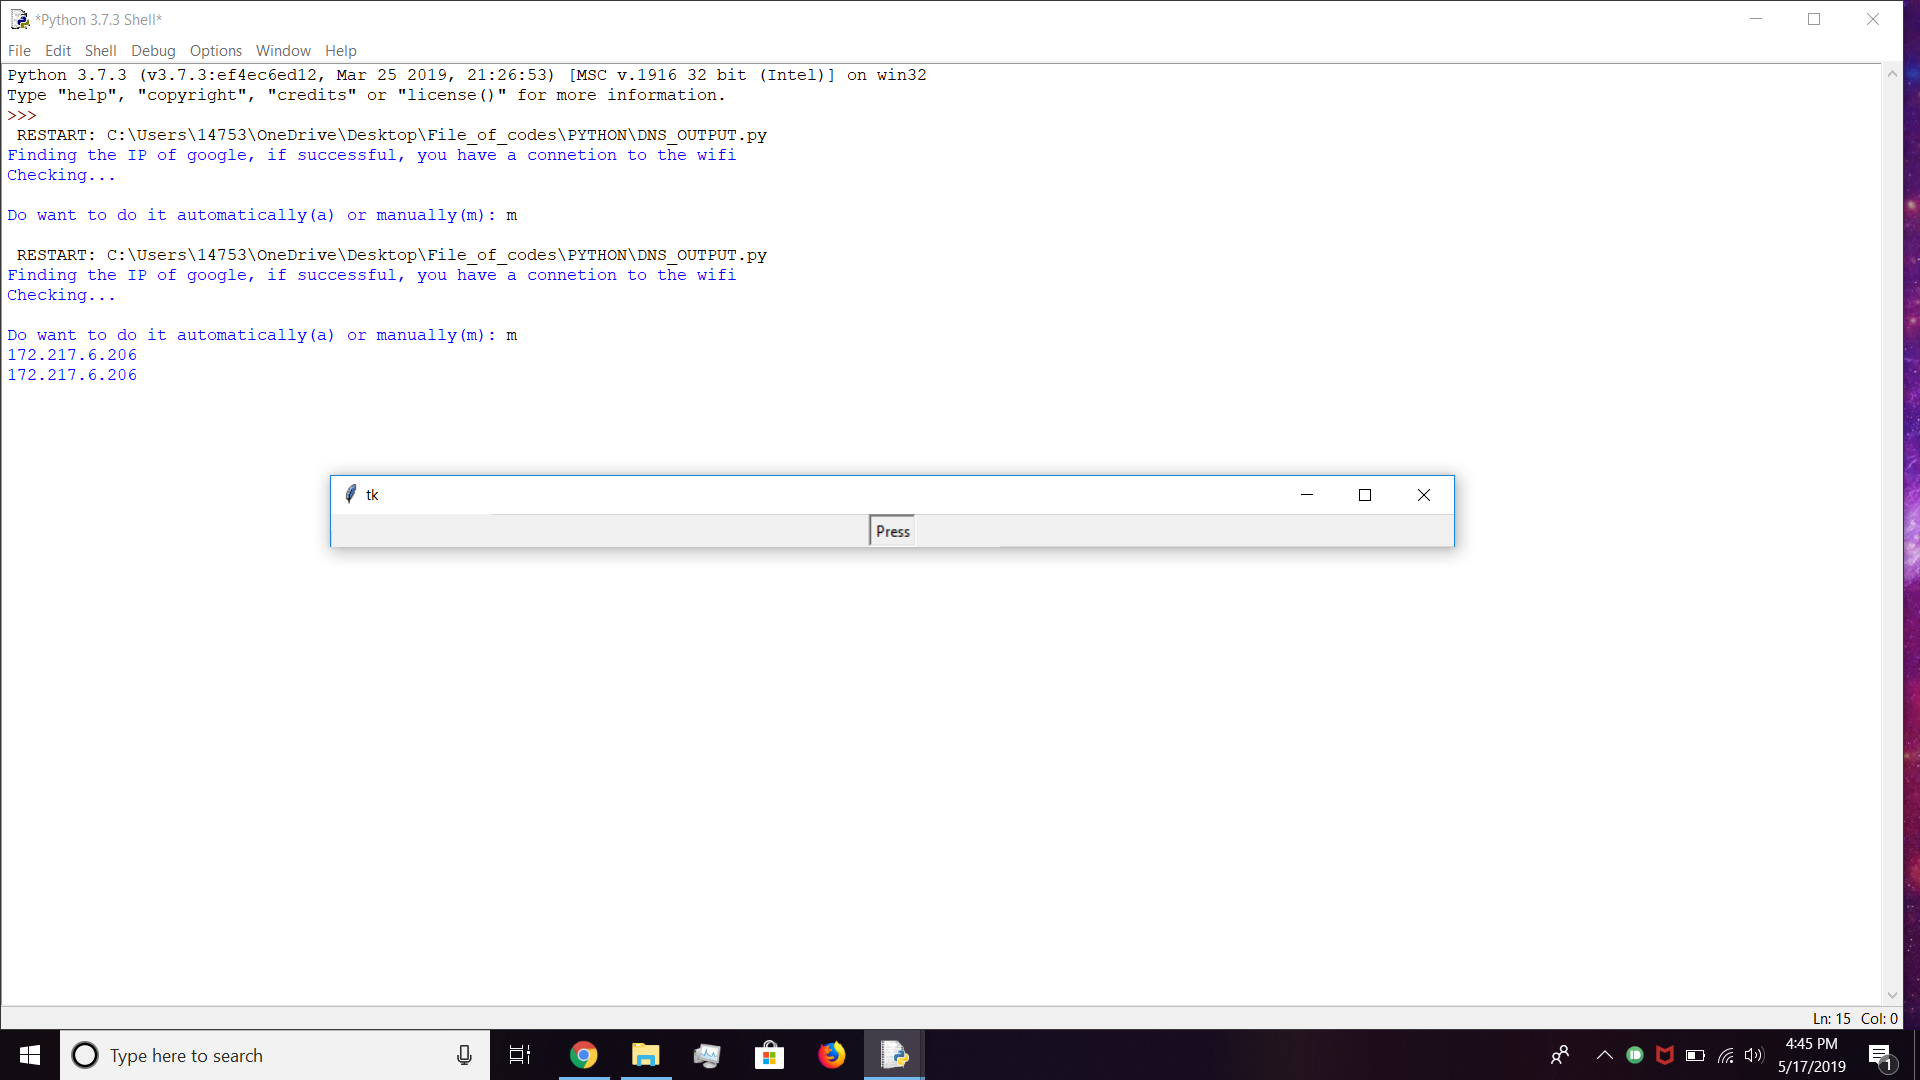 *Python 3.7.3 Shell*
File Edit Shell Debug Options Window Help
Python 3.7.3 (v3.7.3:ef4ec6ed12, Mar 25 2019, 21:26:53) [MSC v.1916 32 bit (Intel)] on win32
Type "help", "copyright", "credits" or "license()" for more information.
>>>
RESTART: C:\Users\14753\OneDrive\Desktop\File_of_codes\PYTHON\DNS_OUTPUT.py
Finding the IP of google, if successful, you have a connetion to the wifi
Checking...
Do want to do it automatically(a) or manually(m): m
RESTART: C:\Users\14753\OneDrive\Desktop\File_of_codes\PYTHON\DNS_OUTPUT.py
Finding the IP of google, if successful, you have a connetion to the wifi
Checking...
Do want to do it automatically(a) or manually(m): m
172.217.6.206
172.217.6.206
tk
Press
Ln: 15 Col: 0
Type here to search
4:45 PM
5/17/2019
1